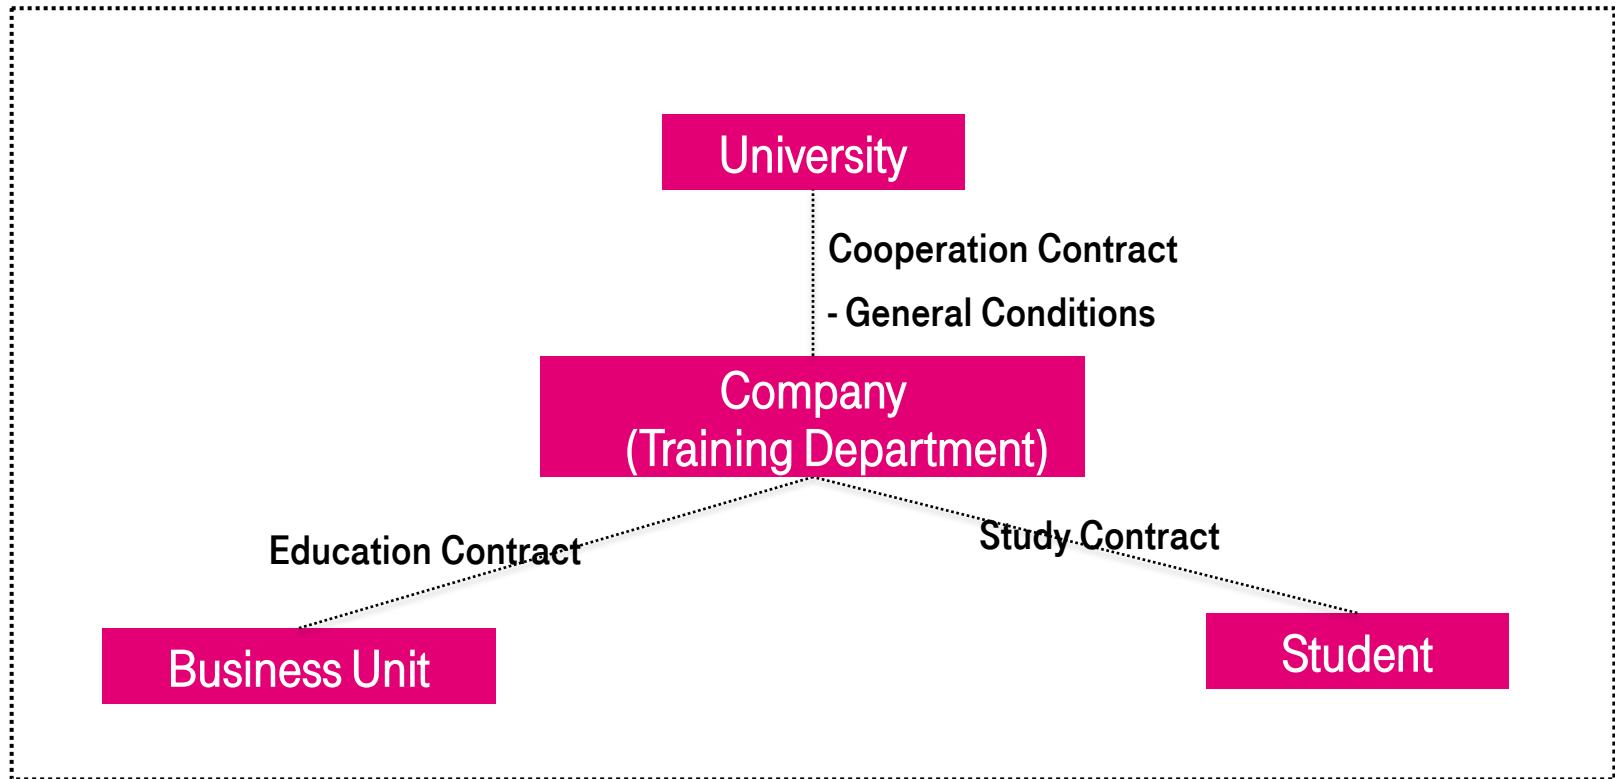 University
Cooperation Contract
- General Conditions
Company
(Training Department)
Education Contract
Study Contract
Business Unit
Student